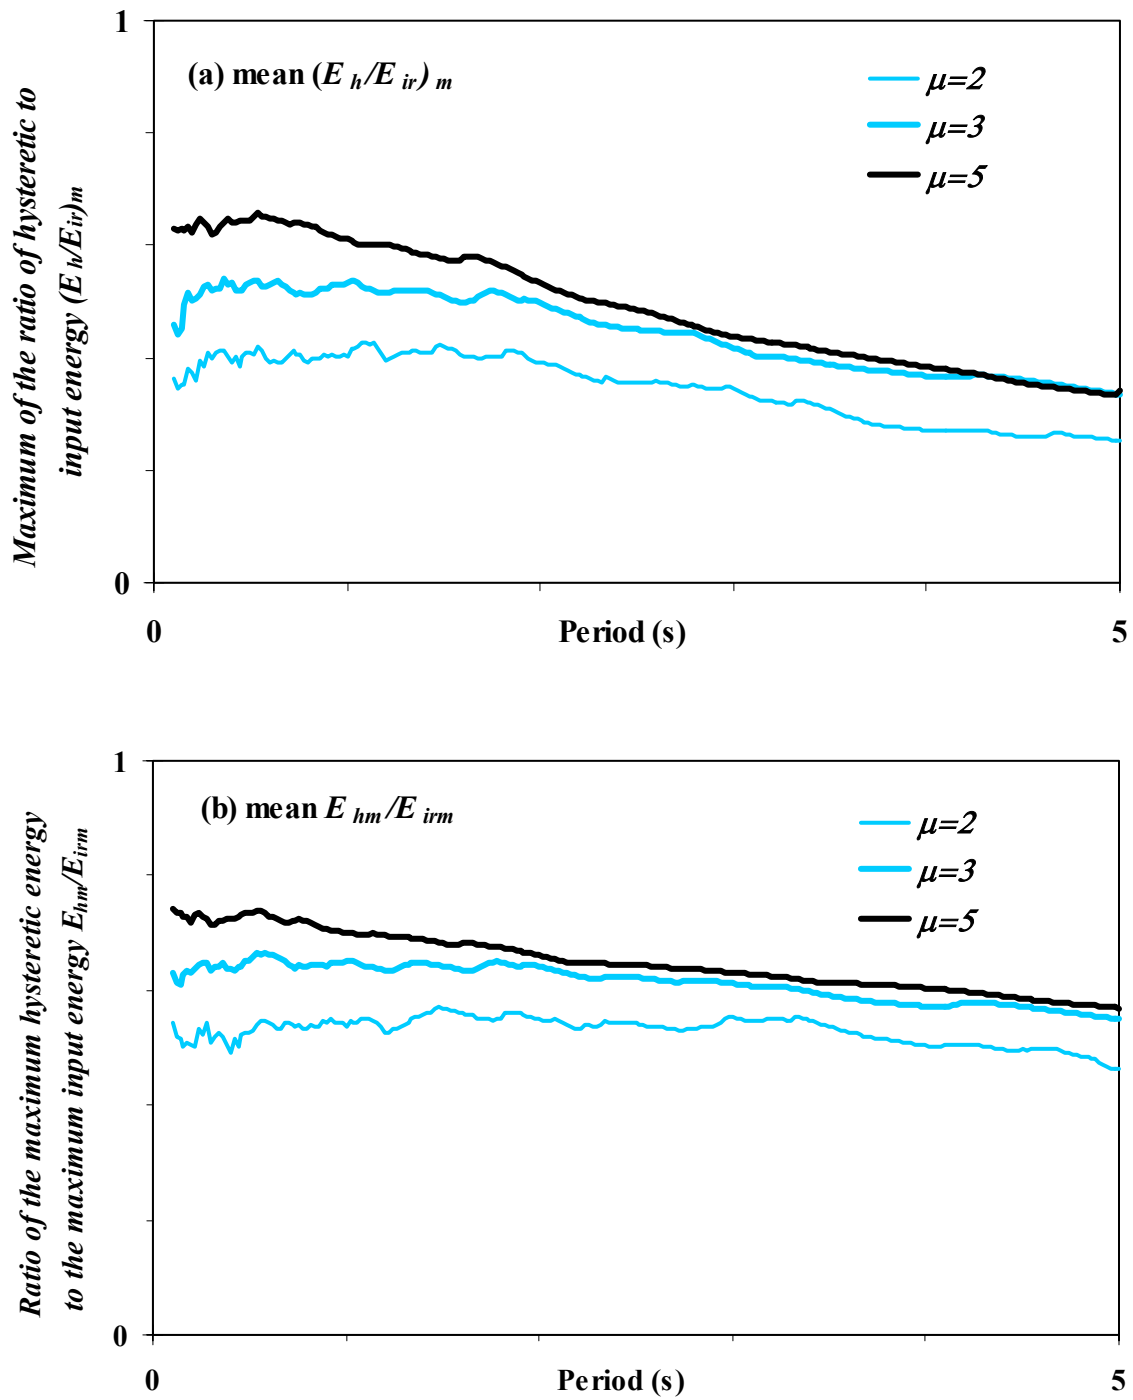 1
(a) mean (E h/E ir) m
μ=2
μ=3
μ=5
Maximum of the ratio of hysteretic to
input energy (E h/Eir)m
0
0
Period (s)
5
1
(b) mean E hm/E irm
μ=2
μ=3
μ=5
Ratio of the maximum hysteretic energy
to the maximum input energy Ehm/Eirm
0
0
Period (s)
5